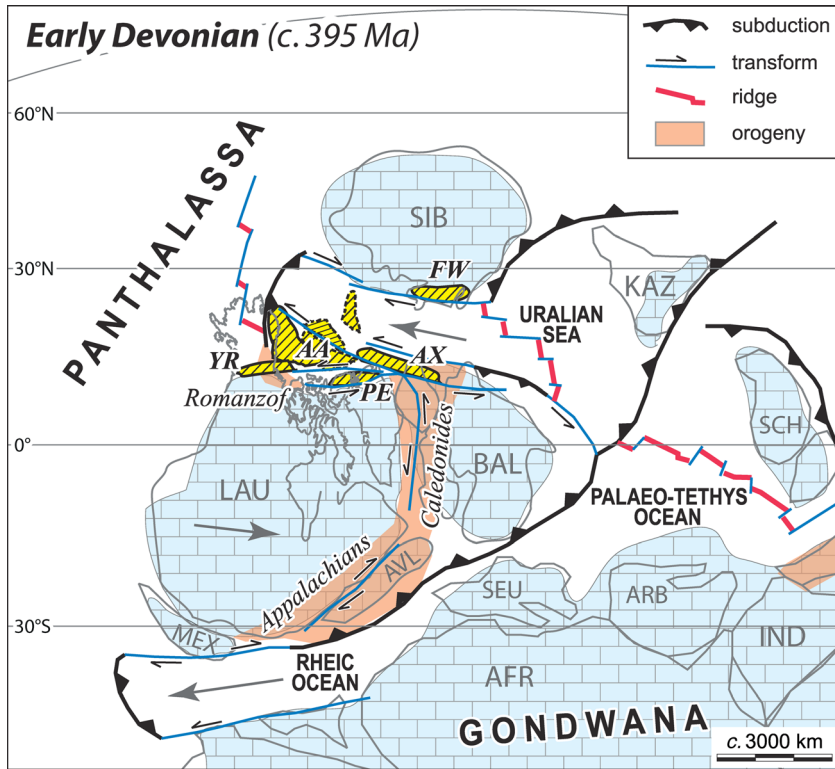 Early Devonian (c. 395 Ma)
subduction
transform
ridge
orogeny
60°N
PANTHALASSA
SIB
30°N
FW
KAZ
URALIAN
SEA
AA
AX
YR
PE
Romanzof
0°
SCH
Caledonides
BAL
LAU
PALAEO-TETHYS
OCEAN
Appalachians
AVL
SEU
ARB
30°S
MEX
IND
RHEIC
OCEAN
AFR
GONDWANA
c. 3000 km